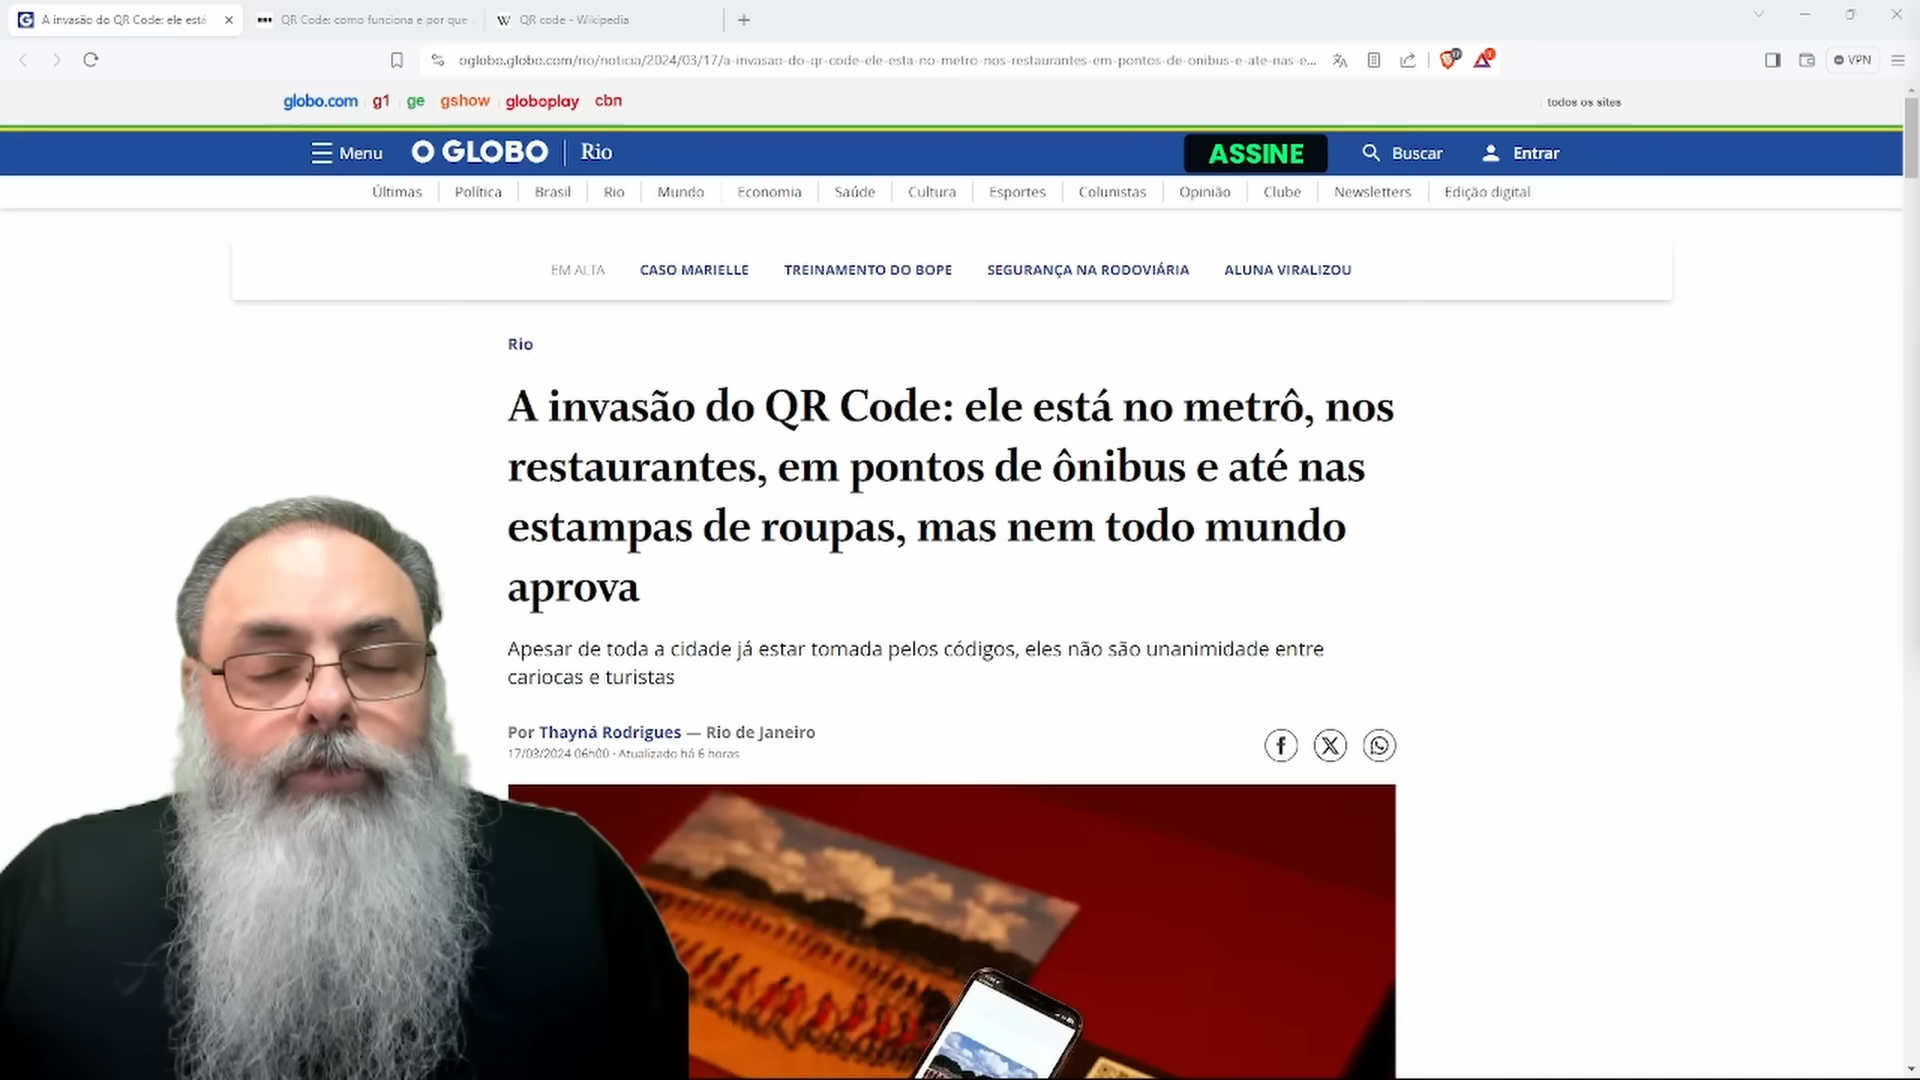 A invasão do QR Code: ele está
QR Code: como funciona e por que
QR code - Wikipedia
oglobo.globo.com/rio/noticia/2024/03/17/a-invasao-do-qr-code-ele-esta-no-metro-nos-restaurantes-em-pontos-de-onibus-e-ate-nas-e...
VPN
globo.com g1 ge gshow globoplay cbn
todos os sites
Menu O GLOBO Rio ASSINE Buscar Entrar
Últimas Política Brasil Rio Mundo Economia Saúde Cultura Esportes Colunistas Opinião Clube Newsletters Edição digital
EM ALTA CASO MARIELLE TREINAMENTO DO BOPE SEGURANÇA NA RODOVIÁRIA ALUNA VIRALIZOU
Rio
A invasão do QR Code: ele está no metrô, nos
restaurantes, em pontos de ônibus e até nas
estampas de roupas, mas nem todo mundo
aprova
Apesar de toda a cidade já estar tomada pelos códigos, eles não são unanimidade entre
cariocas e turistas
Por Thayná Rodrigues — Rio de Janeiro
17/03/2024 06h00 · Atualizado há 6 horas